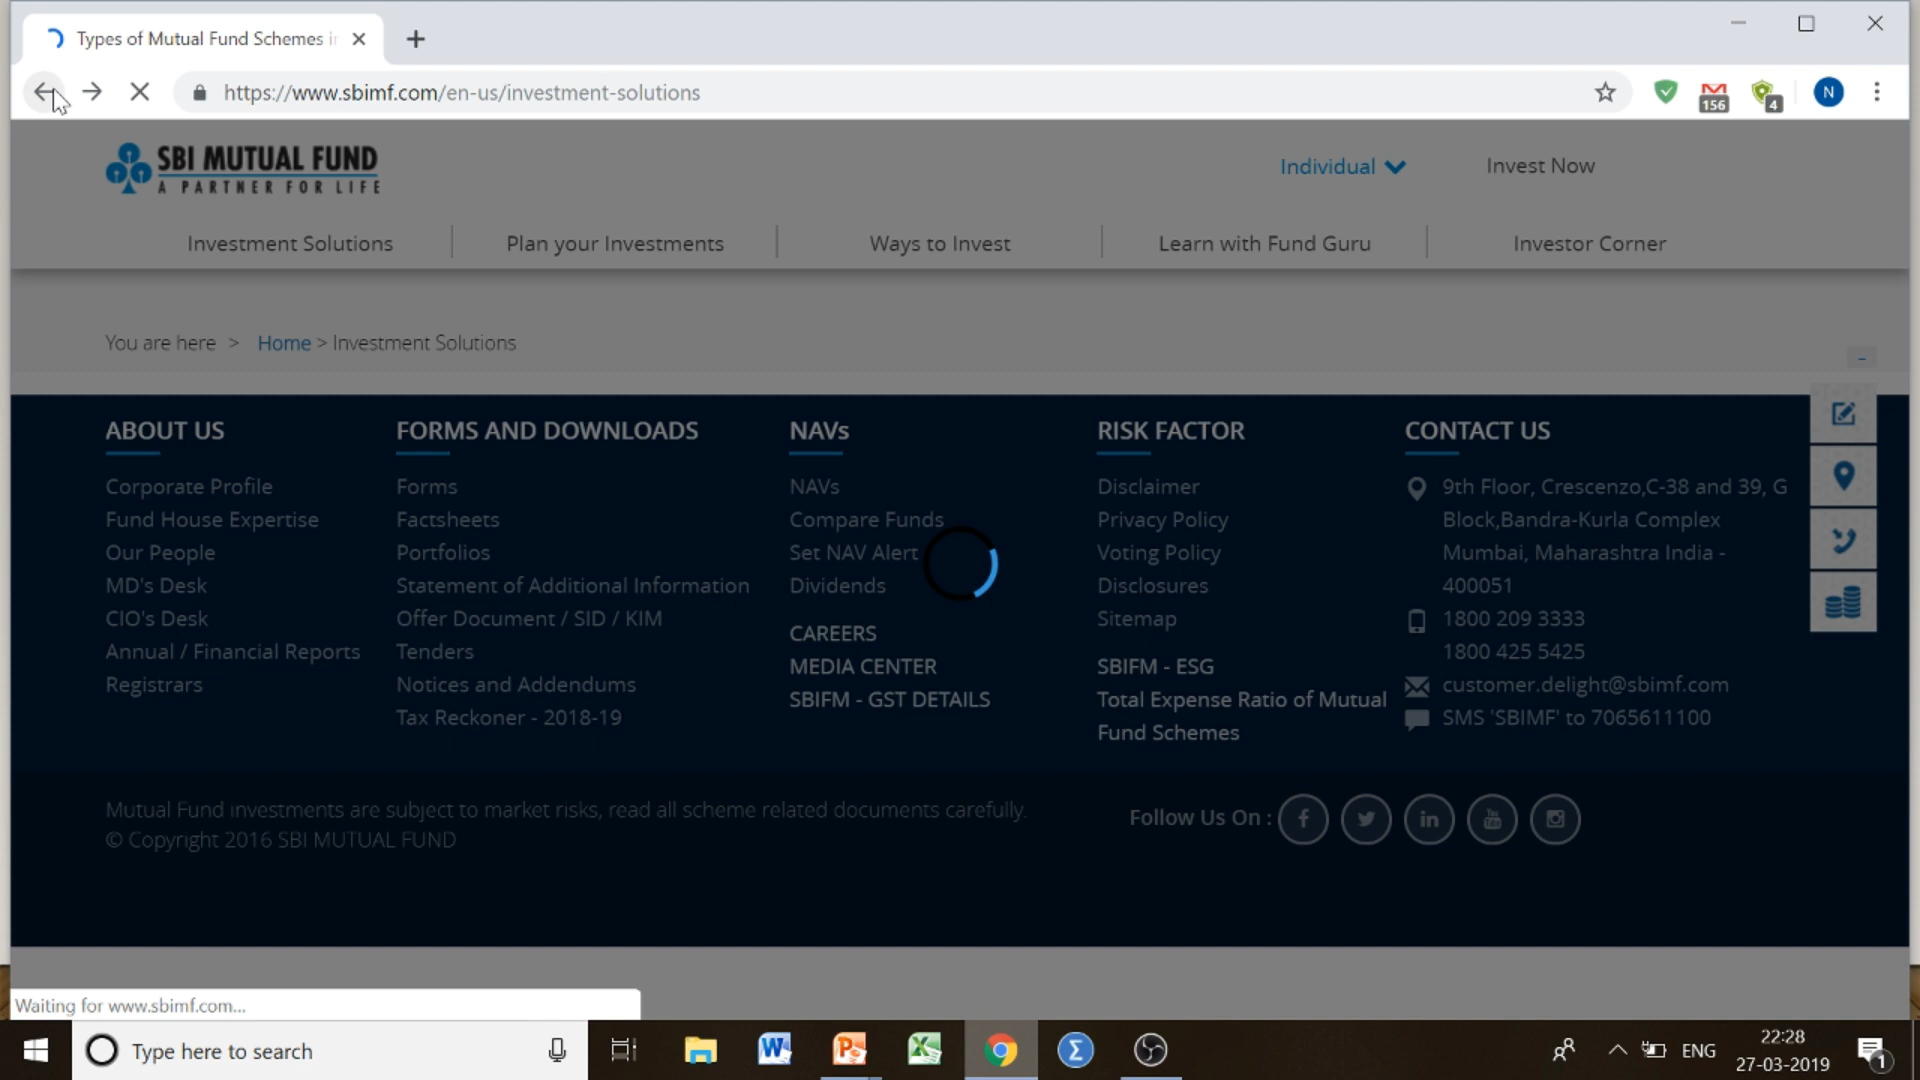 Types of Mutual Fund Schemes in
https://www.sbimf.com/en-us/investment-solutions
156
4
N
SBI MUTUAL FUND
A PARTNER FOR LIFE
Individual
Invest Now
Investment Solutions
Plan your Investments
Ways to Invest
Learn with Fund Guru
Investor Corner
You are here > Home > Investment Solutions
ABOUT US
Corporate Profile
Fund House Expertise
Our People
MD's Desk
CIO's Desk
Annual / Financial Reports
Registrars
FORMS AND DOWNLOADS
Forms
Factsheets
Portfolios
Statement of Additional Information
Offer Document / SID / KIM
Tenders
Notices and Addendums
Tax Reckoner - 2018-19
NAVs
NAVs
Compare Funds
Set NAV Alert
Dividends
CAREERS
MEDIA CENTER
SBIFM - GST DETAILS
RISK FACTOR
Disclaimer
Privacy Policy
Voting Policy
Disclosures
Sitemap
SBIFM - ESG
Total Expense Ratio of Mutual
Fund Schemes
CONTACT US
9th Floor, Crescenzo,C-38 and 39, G
Block,Bandra-Kurla Complex
Mumbai, Maharashtra India -
400051
1800 209 3333
1800 425 5425
customer.delight@sbimf.com
SMS 'SBIMF' to 7065611100
Mutual Fund investments are subject to market risks, read all scheme related documents carefully.
© Copyright 2016 SBI MUTUAL FUND
Follow Us On :
Waiting for www.sbimf.com...
Type here to search
ENG
22:28
27-03-2019
1